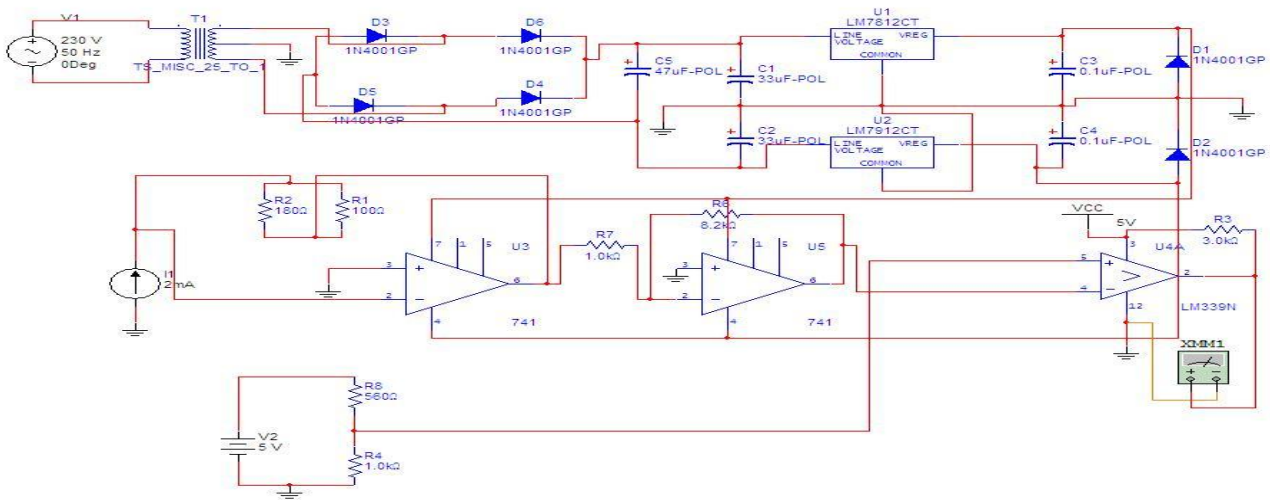 V1
230 V
50 Hz
0Deg
T1
TS_MISC_25_TO_1
D3
1N4001GP
D6
1N4001GP
D5
1N4001GP
D4
1N4001GP
C5
47uF-POL
C1
33uF-POL
C2
33uF-POL
U1
LM7812CT
LINE VREG
VOLTAGE
COMMON
U2
LM7912CT
LINE VREG
VOLTAGE
COMMON
C3
0.1uF-POL
C4
0.1uF-POL
D1
1N4001GP
D2
1N4001GP
R2
180Ω
R1
100Ω
I1
2mA
7 1 5
U3
3
2
6
4
741
R7
1.0kΩ
R6
8.2kΩ
7 1 5
U5
3
2
6
4
741
VCC
5V
R3
3.0kΩ
3
U4A
5
4
2
12
LM339N
XMM1
R8
560Ω
V2
5 V
R4
1.0kΩ